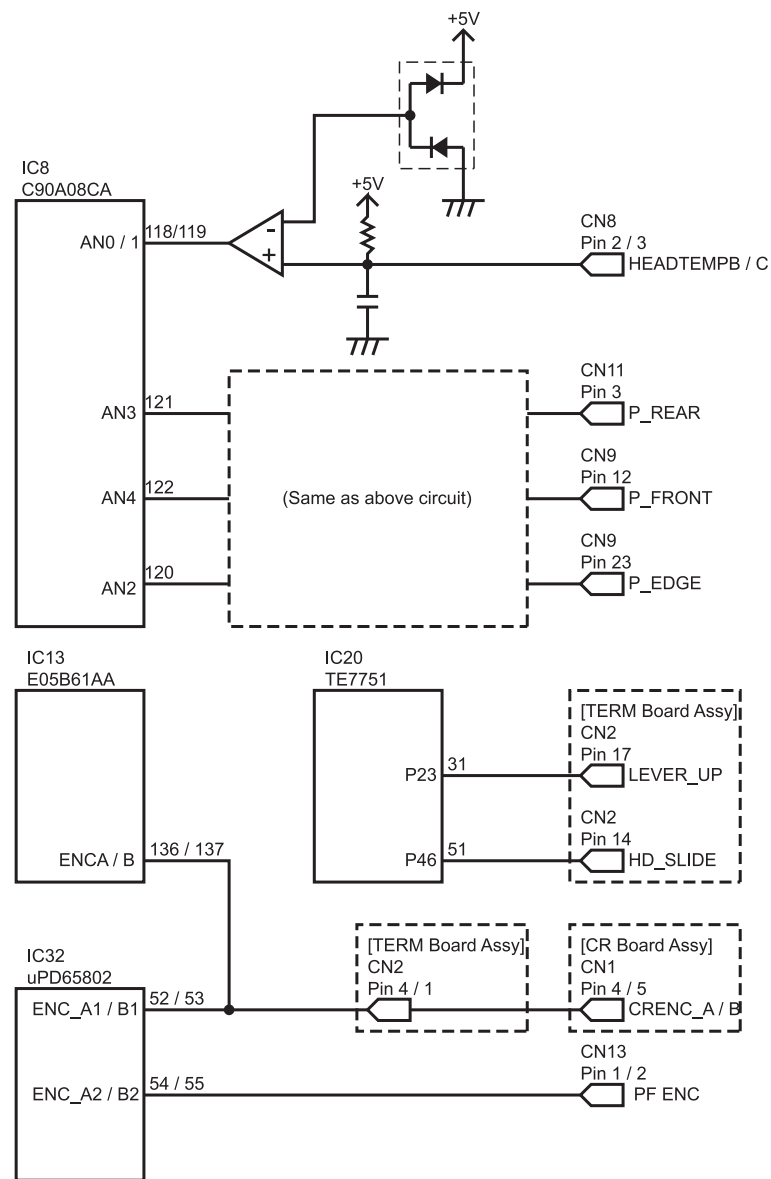 +5V
IC8
C90A08CA
+5V
AN0 / 1
118/119
-
+
CN8
Pin 2 / 3
HEADTEMPB / C
CN11
Pin 3
AN3
121
P_REAR
CN9
Pin 12
AN4
122
(Same as above circuit)
P_FRONT
CN9
Pin 23
AN2
120
P_EDGE
IC13
E05B61AA
IC20
TE7751
[TERM Board Assy]
CN2
Pin 17
P23
31
LEVER_UP
CN2
Pin 14
ENCA / B
136 / 137
P46
51
HD_SLIDE
IC32
uPD65802
[TERM Board Assy]
CN2
Pin 4 / 1
[CR Board Assy]
CN1
Pin 4 / 5
ENC_A1 / B1
52 / 53
CRENC_A / B
CN13
Pin 1 / 2
ENC_A2 / B2
54 / 55
PF ENC